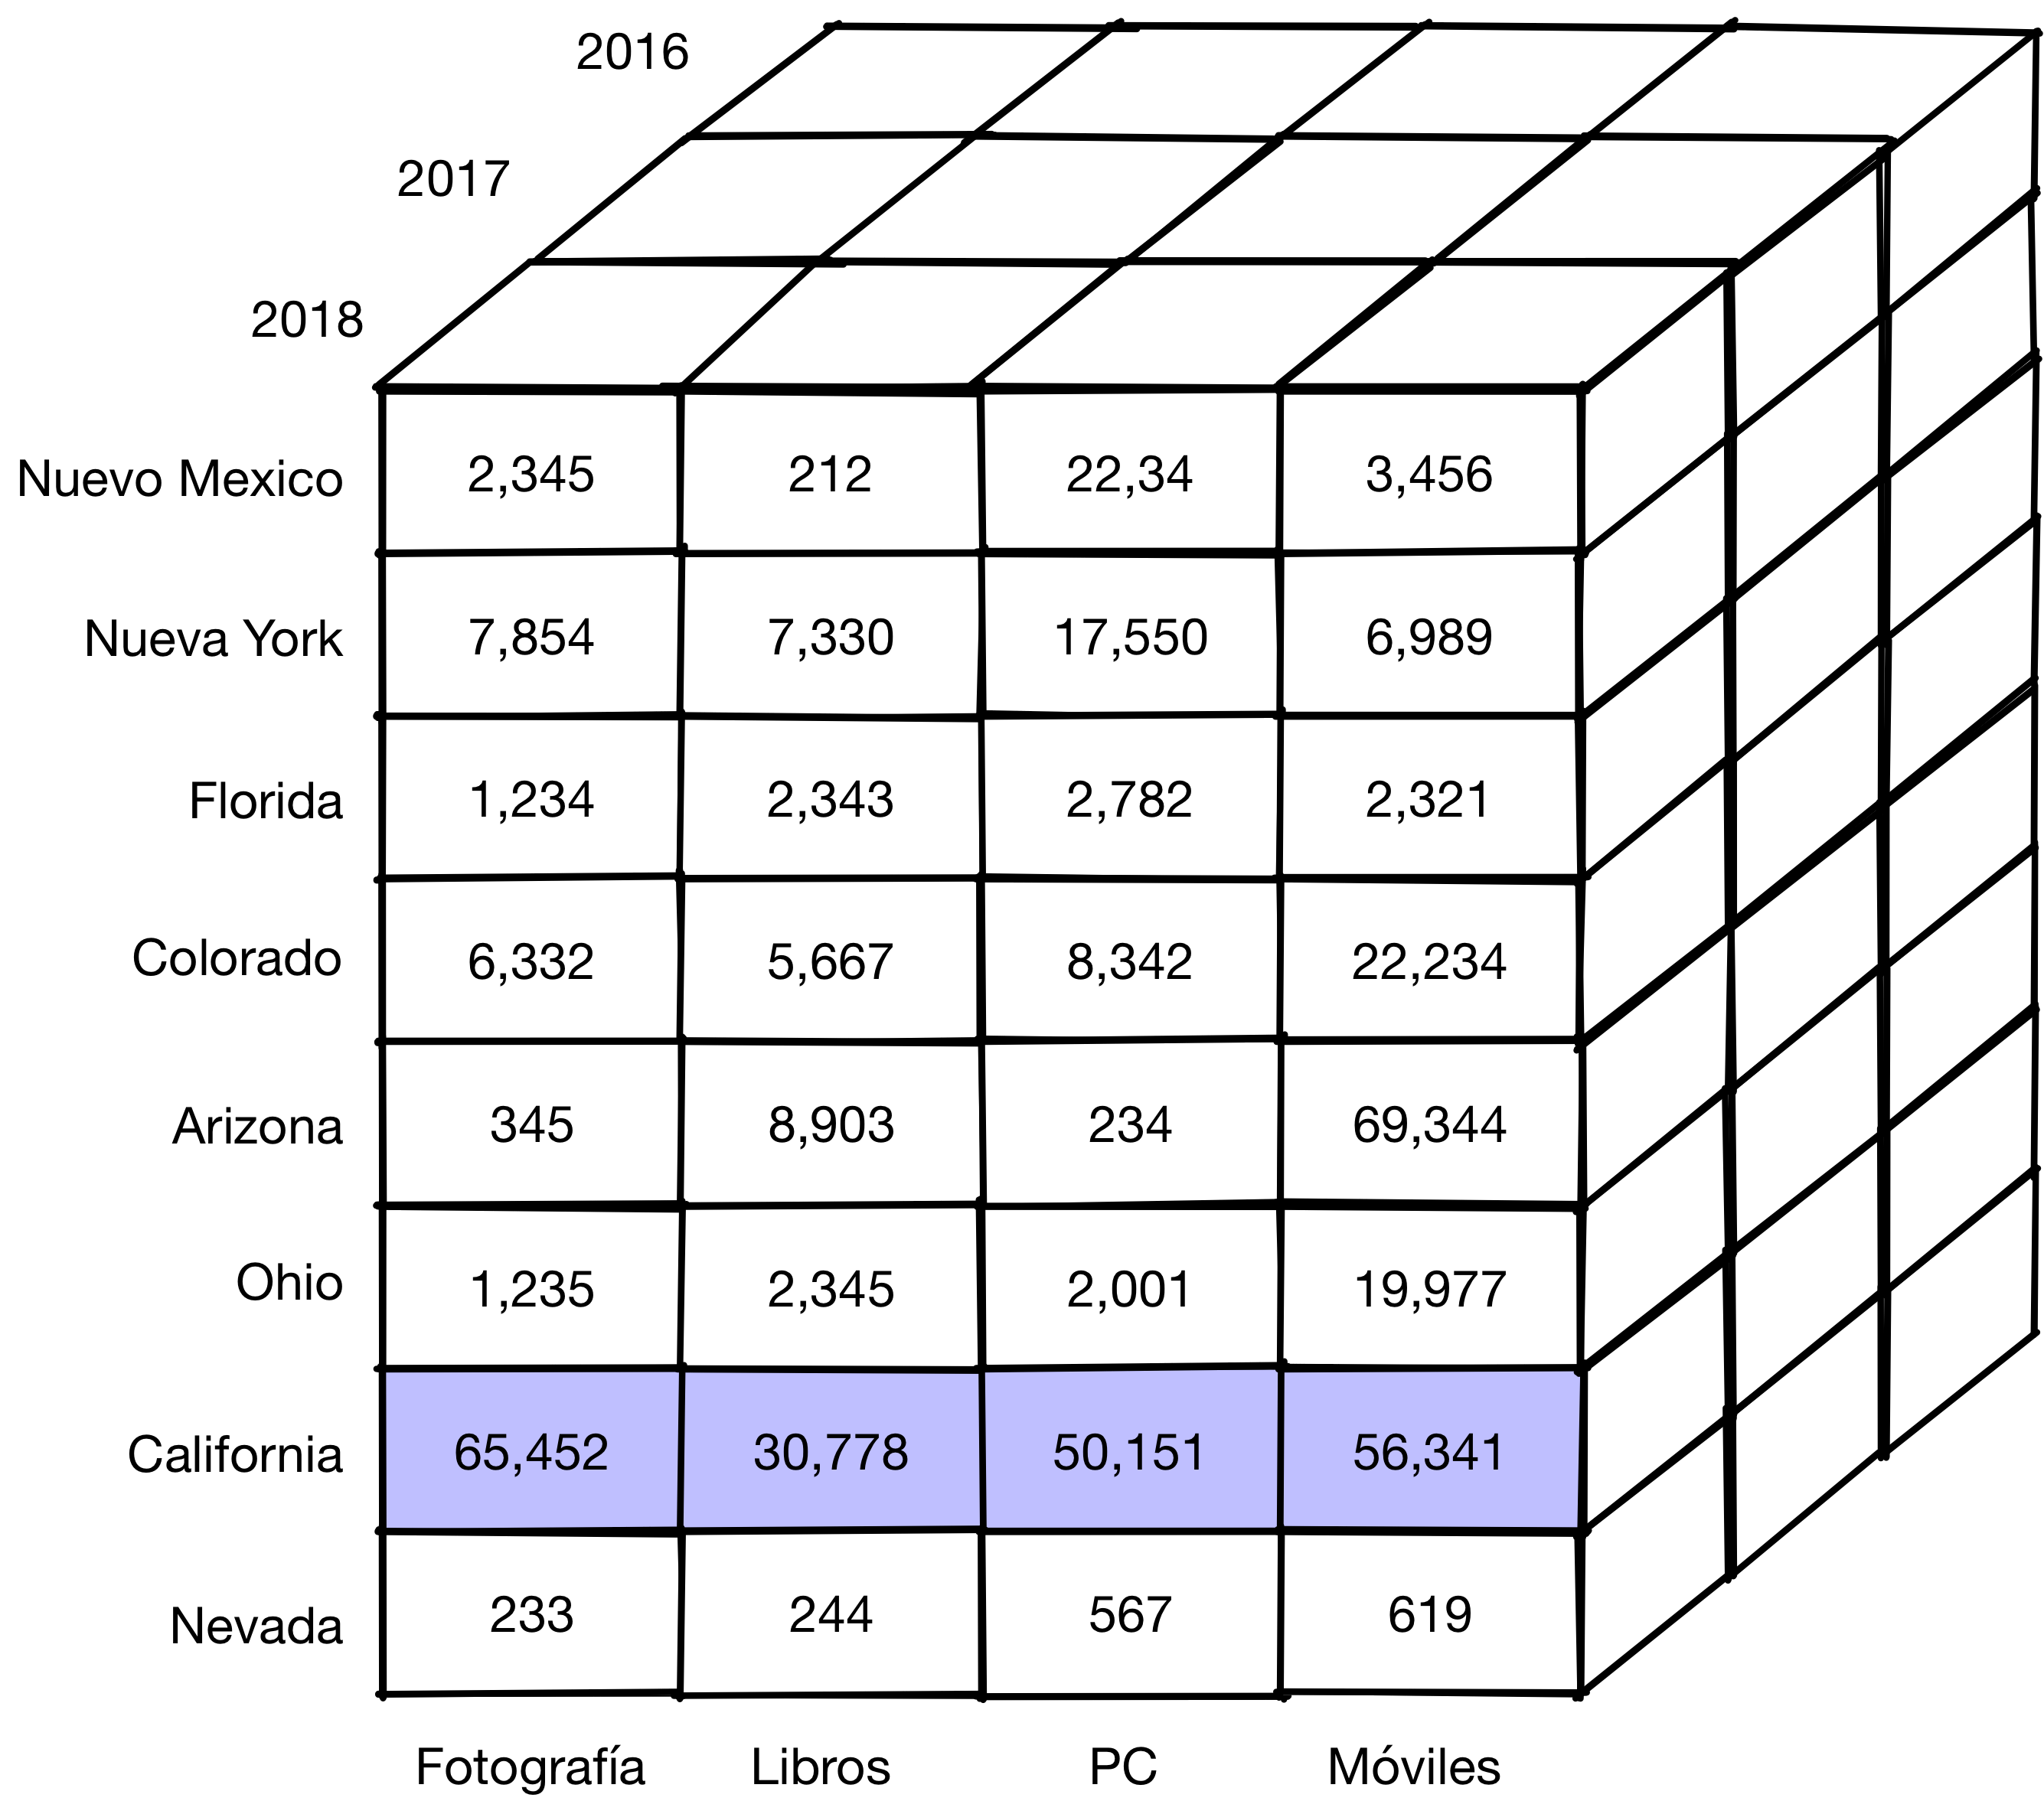 2016
2017
2018
Nuevo Mexico 2,345 212 22,34 3,456
Nueva York 7,854 7,330 17,550 6,989
Florida 1,234 2,343 2,782 2,321
Colorado 6,332 5,667 8,342 22,234
Arizona 345 8,903 234 69,344
Ohio 1,235 2,345 2,001 19,977
California 65,452 30,778 50,151 56,341
Nevada 233 244 567 619
Fotografía Libros PC Móviles